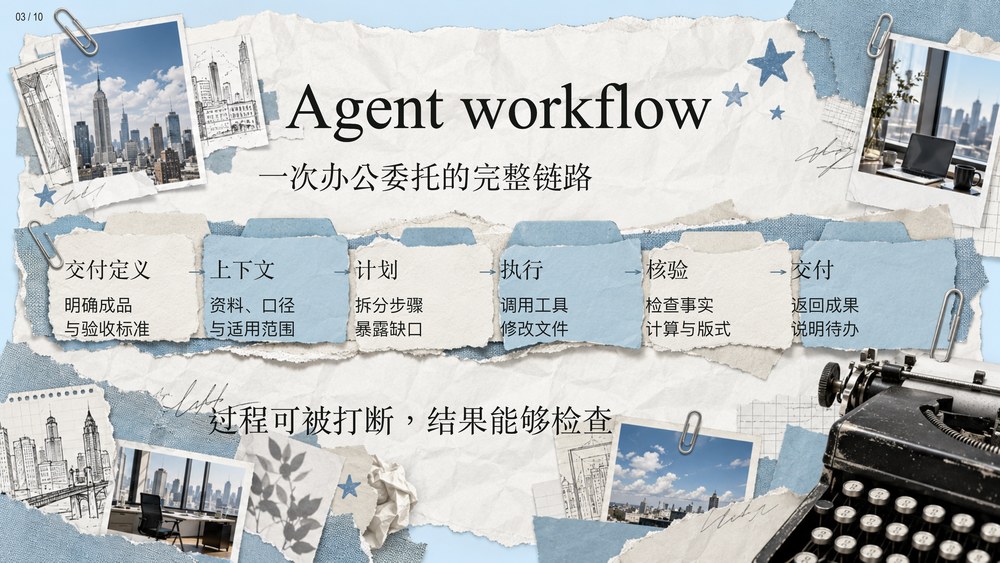 03 / 10
Agent workflow
一次办公委托的完整链路
交付定义
明确成品
与验收标准
上下文
资料、口径
与适用范围
计划
拆分步骤
暴露缺口
执行
调用工具
修改文件
核验
检查事实
计算与版式
交付
返回成果
说明待办
过程可被打断，结果能够检查